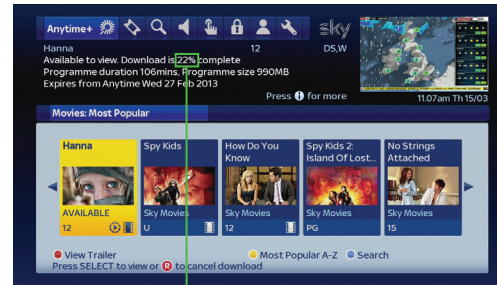 Anytime+ sky
Hanna 12 DS,W
Available to view. Download is 22% complete
Programme duration 106mins, Programme size 990MB
Expires from Anytime Wed 27 Feb 2013
Press i for more
11.07am Th 15/03
Movies: Most Popular
Hanna
AVAILABLE
12
Spy Kids
Sky Movies
U
How Do You
Know
Sky Movies
12
Spy Kids 2:
Island Of Lost...
Sky Movies
PG
No Strings
Attached
Sky Movies
15
View Trailer Most Popular A-Z Search
Press SELECT to view or R to cancel download